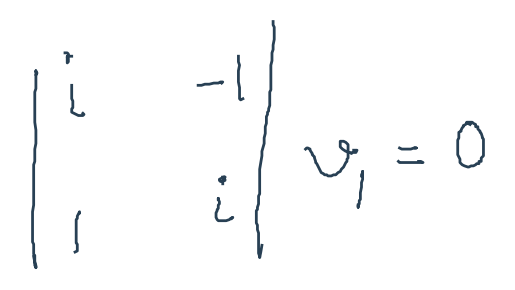 | i -1 |
| 1 i | v₁ = 0